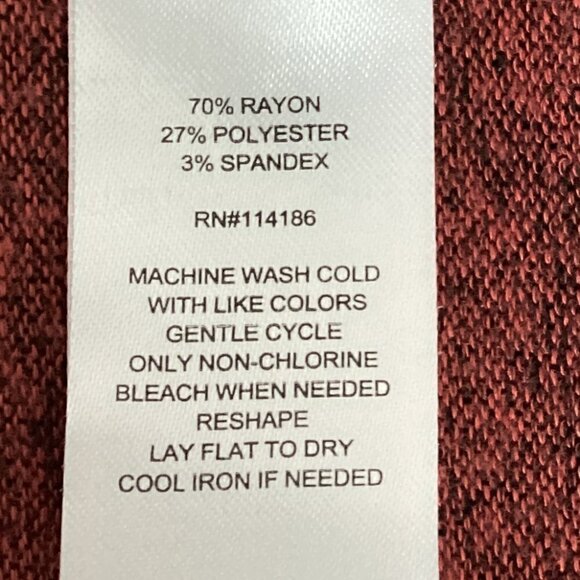 70% RAYON
27% POLYESTER
3% SPANDEX
RN#114186
MACHINE WASH COLD
WITH LIKE COLORS
GENTLE CYCLE
ONLY NON-CHLORINE
BLEACH WHEN NEEDED
RESHAPE
LAY FLAT TO DRY
COOL IRON IF NEEDED